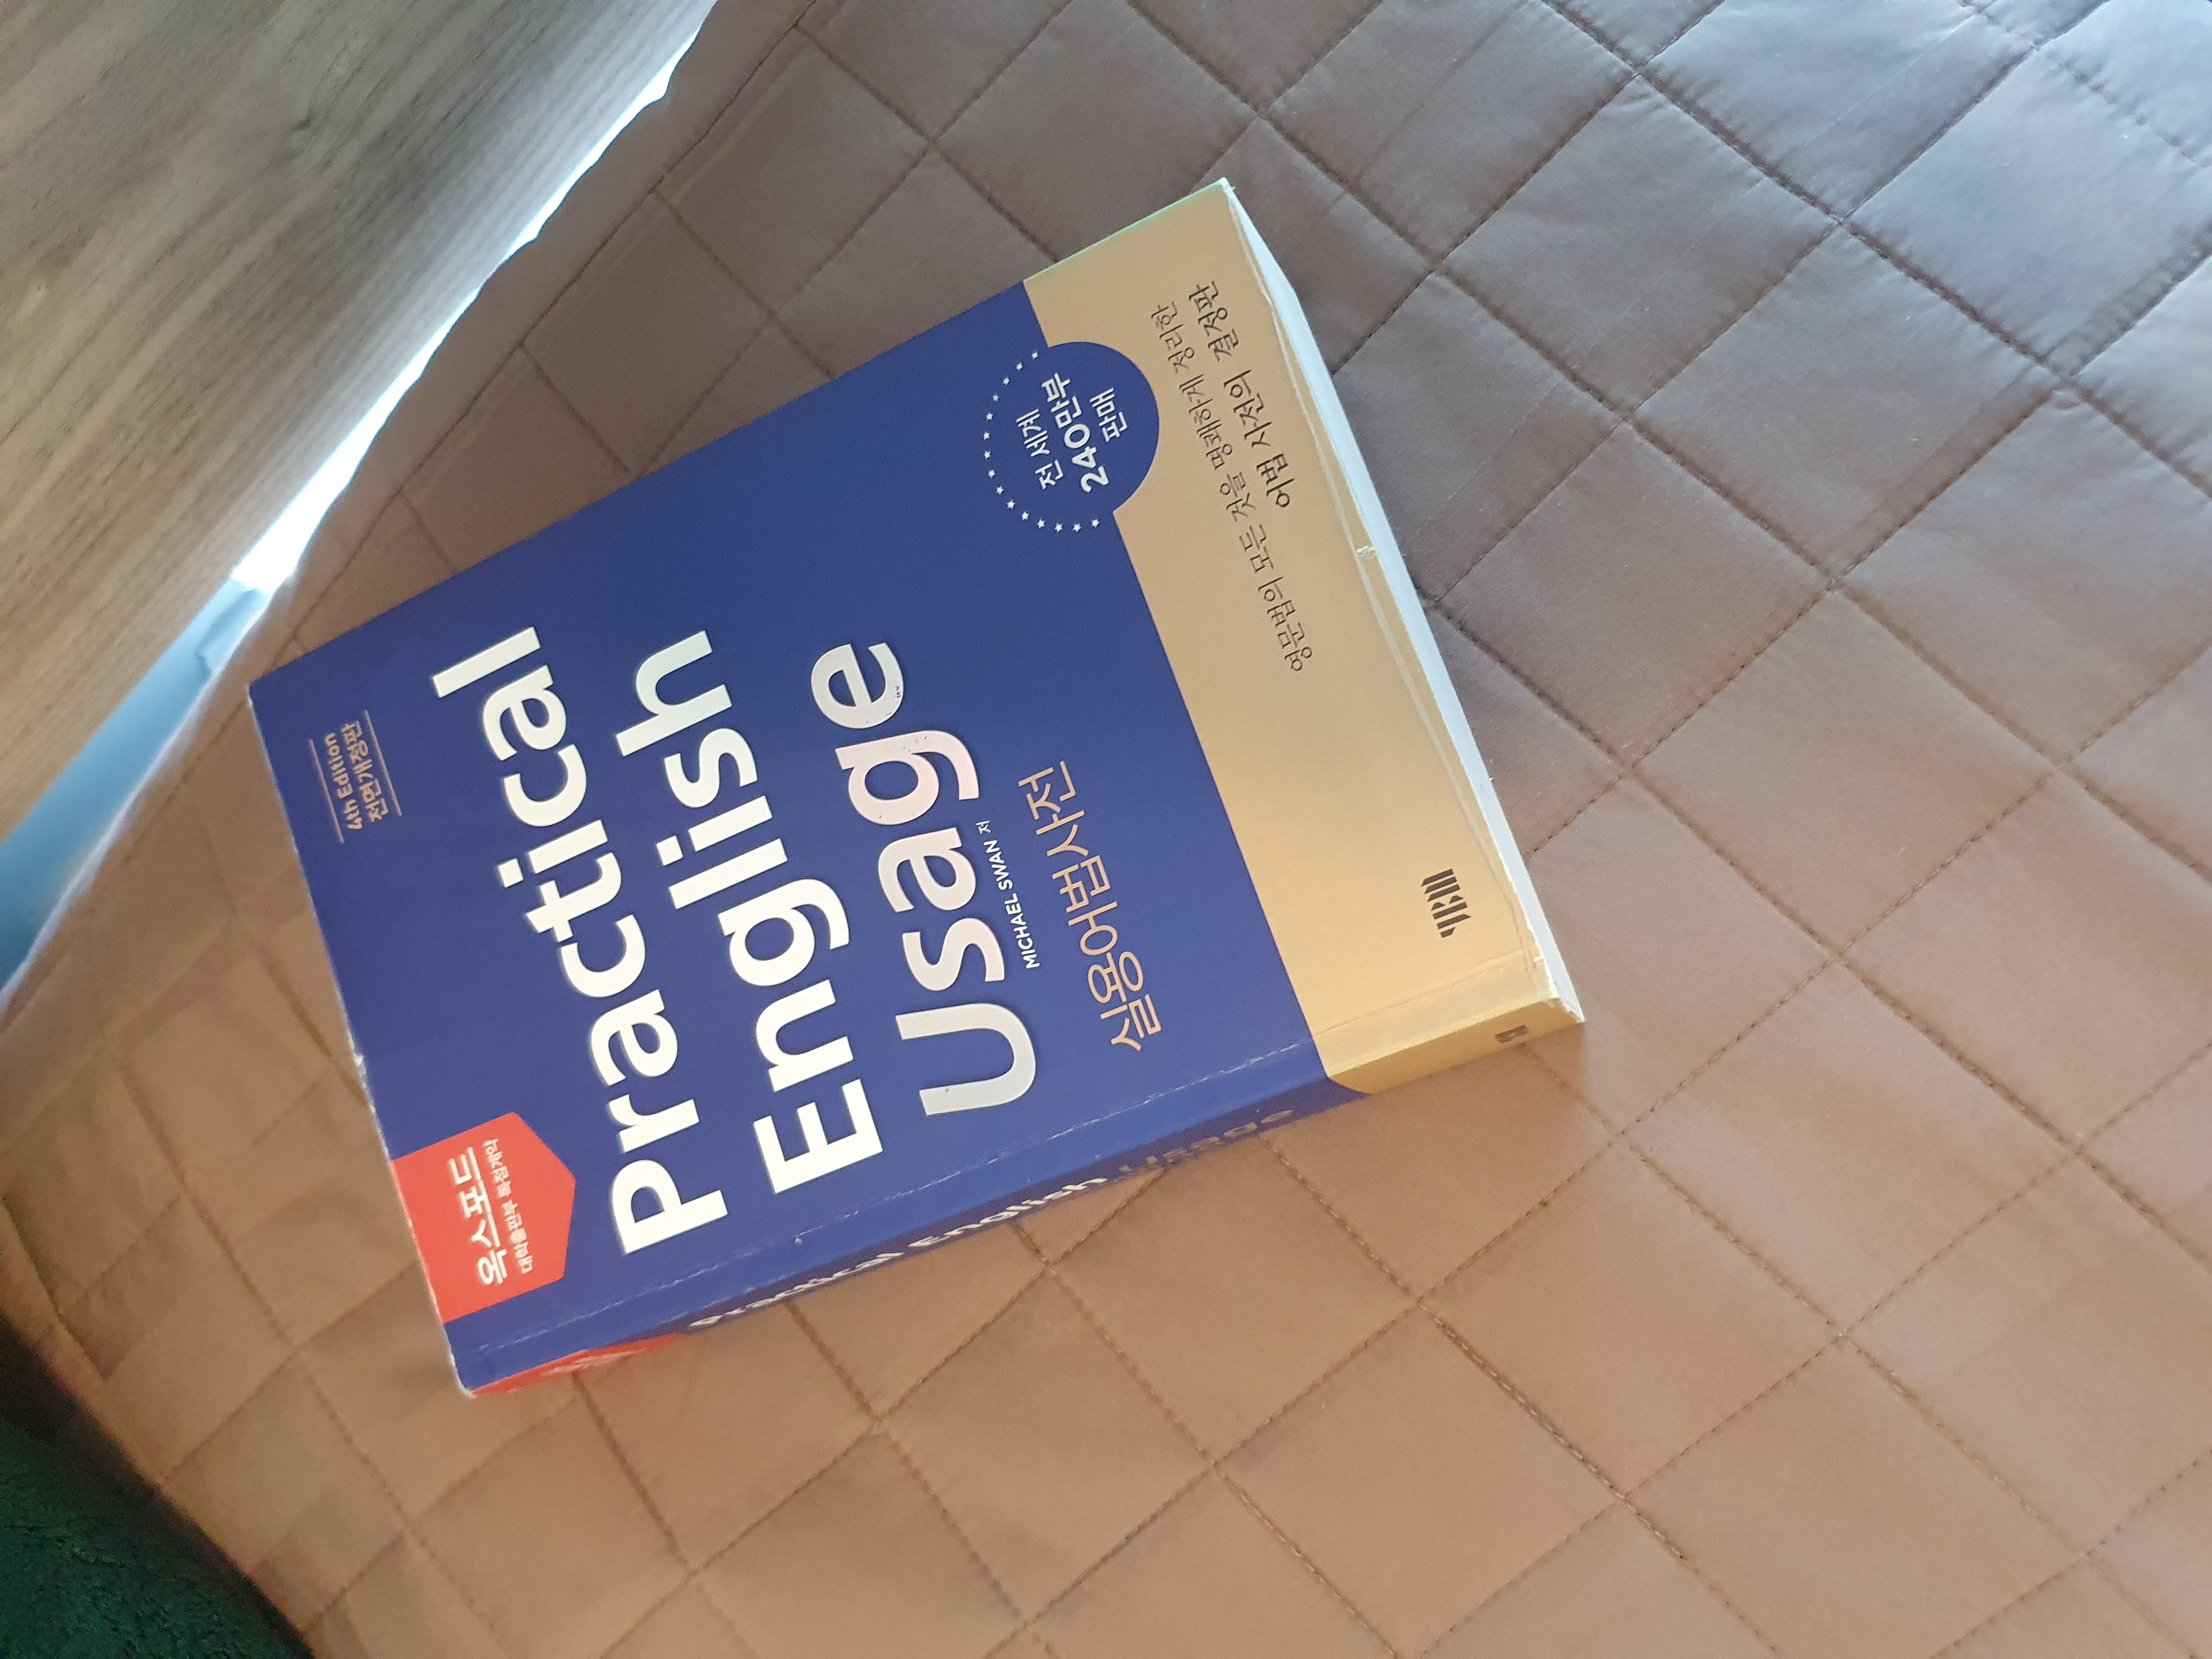 4th Edition
전면개정판
옥스포드
대학출판부 독점계약
Practical
English
Usage
MICHAEL SWAN 저
실용어법사전
전 세계
240만부
판매
영문법의 모든 것을 명쾌하게 정리한
어법 사전의 결정판
YBM
Practical English Usage